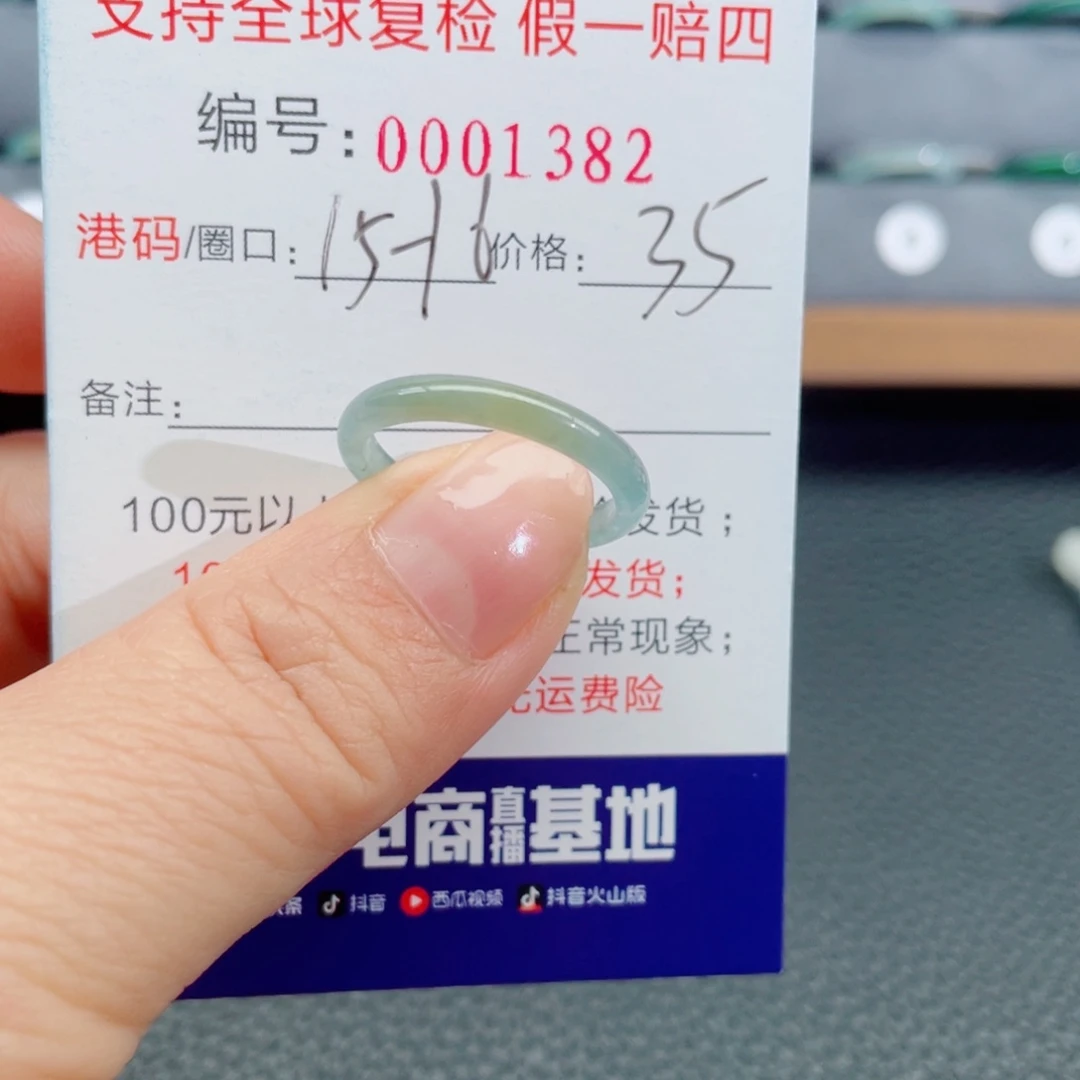 支持全球复检 假一赔四
编号:0001382
港码/圈口:15-16 价格:35
备注:
100元以 发货;
发货;
正常现象;
运费险
电商直播基地
头条 抖音 西瓜视频 抖音火山版